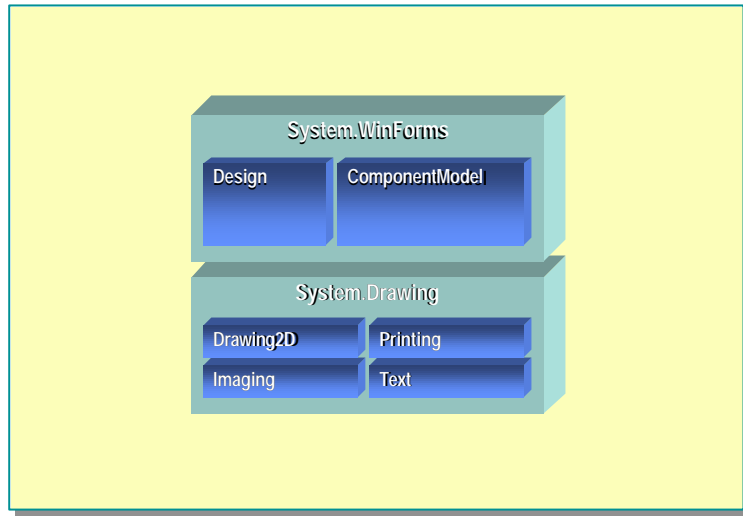 System.WinForms
Design
ComponentModel
System.Drawing
Drawing2D
Printing
Imaging
Text